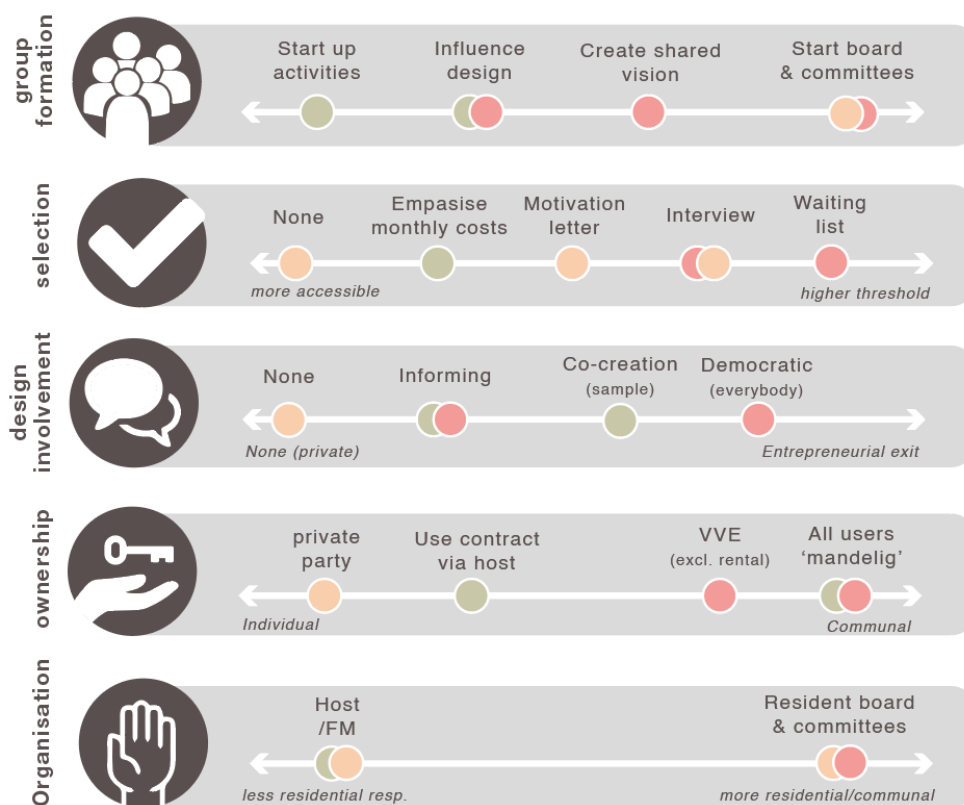 group
formation
Start up
activities
Influence
design
Create shared
vision
Start board
& committees
selection
None
Empasise
monthly costs
Motivation
letter
Interview
Waiting
list
more accessible
higher threshold
design
involvement
None
Informing
Co-creation
(sample)
Democratic
(everybody)
None (private)
Entrepreneurial exit
ownership
private
party
Use contract
via host
VVE
(excl. rental)
All users
‘mandelig’
Individual
Communal
Organisation
Host
/FM
Resident board
& committees
less residential resp.
more residential/communal